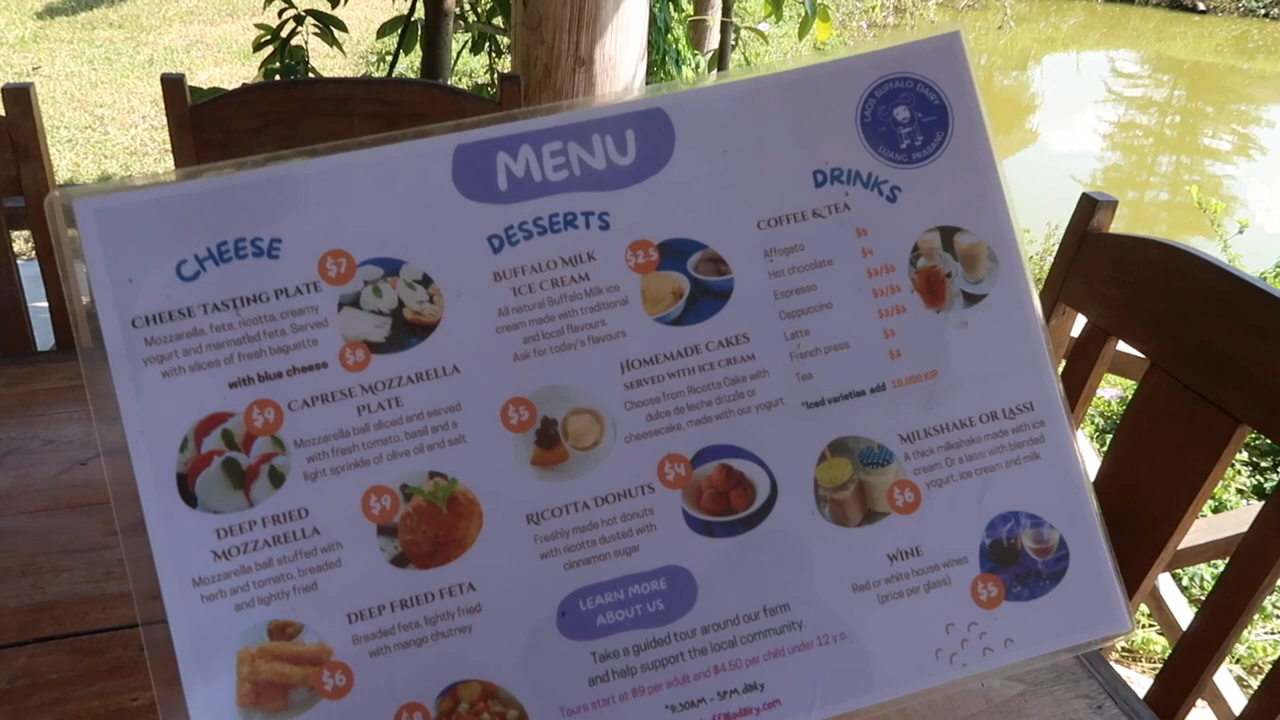 MENU
LAOS BUFFALO DAIRY
LUANG PRABANG
CHEESE
$7
CHEESE TASTING PLATE
Mozzarella, feta, ricotta, creamy
yogurt and marinated feta. Served
with slices of fresh baguette
with blue cheese
$8
$9
CAPRESE MOZZARELLA
PLATE
Mozzarella ball sliced and served
with fresh tomato, basil and a
light sprinkle of olive oil and salt
DEEP FRIED
MOZZARELLA
Mozzarella ball stuffed with
herb and tomato, breaded
and lightly fried
$9
DEEP FRIED FETA
Breaded feta, lightly fried
with mango chutney
$6
DESSERTS
BUFFALO MILK
ICE CREAM
$2.5
All natural Buffalo Milk ice
cream made with traditional
and local flavours.
Ask for today's flavours
HOMEMADE CAKES
SERVED WITH ICE CREAM
Choose from Ricotta Cake with
dulce de leche drizzle or
cheesecake, made with our yogurt
$5
RICOTTA DONUTS
$4
Freshly made hot donuts
with ricotta dusted with
cinnamon sugar
LEARN MORE
ABOUT US
Take a guided tour around our farm
and help support the local community.
Tours start at $9 per adult and $4.50 per child under 12 y.o.
*9:30AM - 5PM daily
DRINKS
COFFEE & TEA
Affogato $5
Hot chocolate $4
Espresso $2/$5
Cappuccino $3/$5
Latte $3/$5
French press $3
Tea $2
*Iced varieties add 10,000 KIP
MILKSHAKE OR LASSI
A thick milkshake made with ice
cream. Or a lassi with blended
yogurt, ice cream and milk
$6
WINE
Red or white house wines
(price per glass)
$5